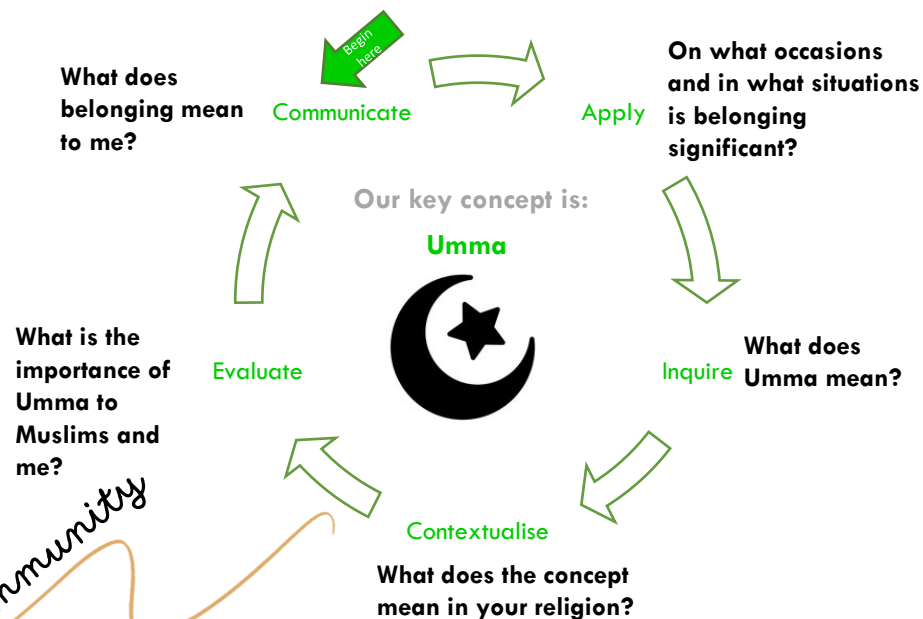 Begin
here
What does
belonging mean
to me?
Communicate
Apply
On what occasions
and in what situations
is belonging
significant?
Our key concept is:
Umma
Inquire
What does
Umma mean?
Contextualise
What does the concept
mean in your religion?
Evaluate
What is the
importance of
Umma to
Muslims and
me?